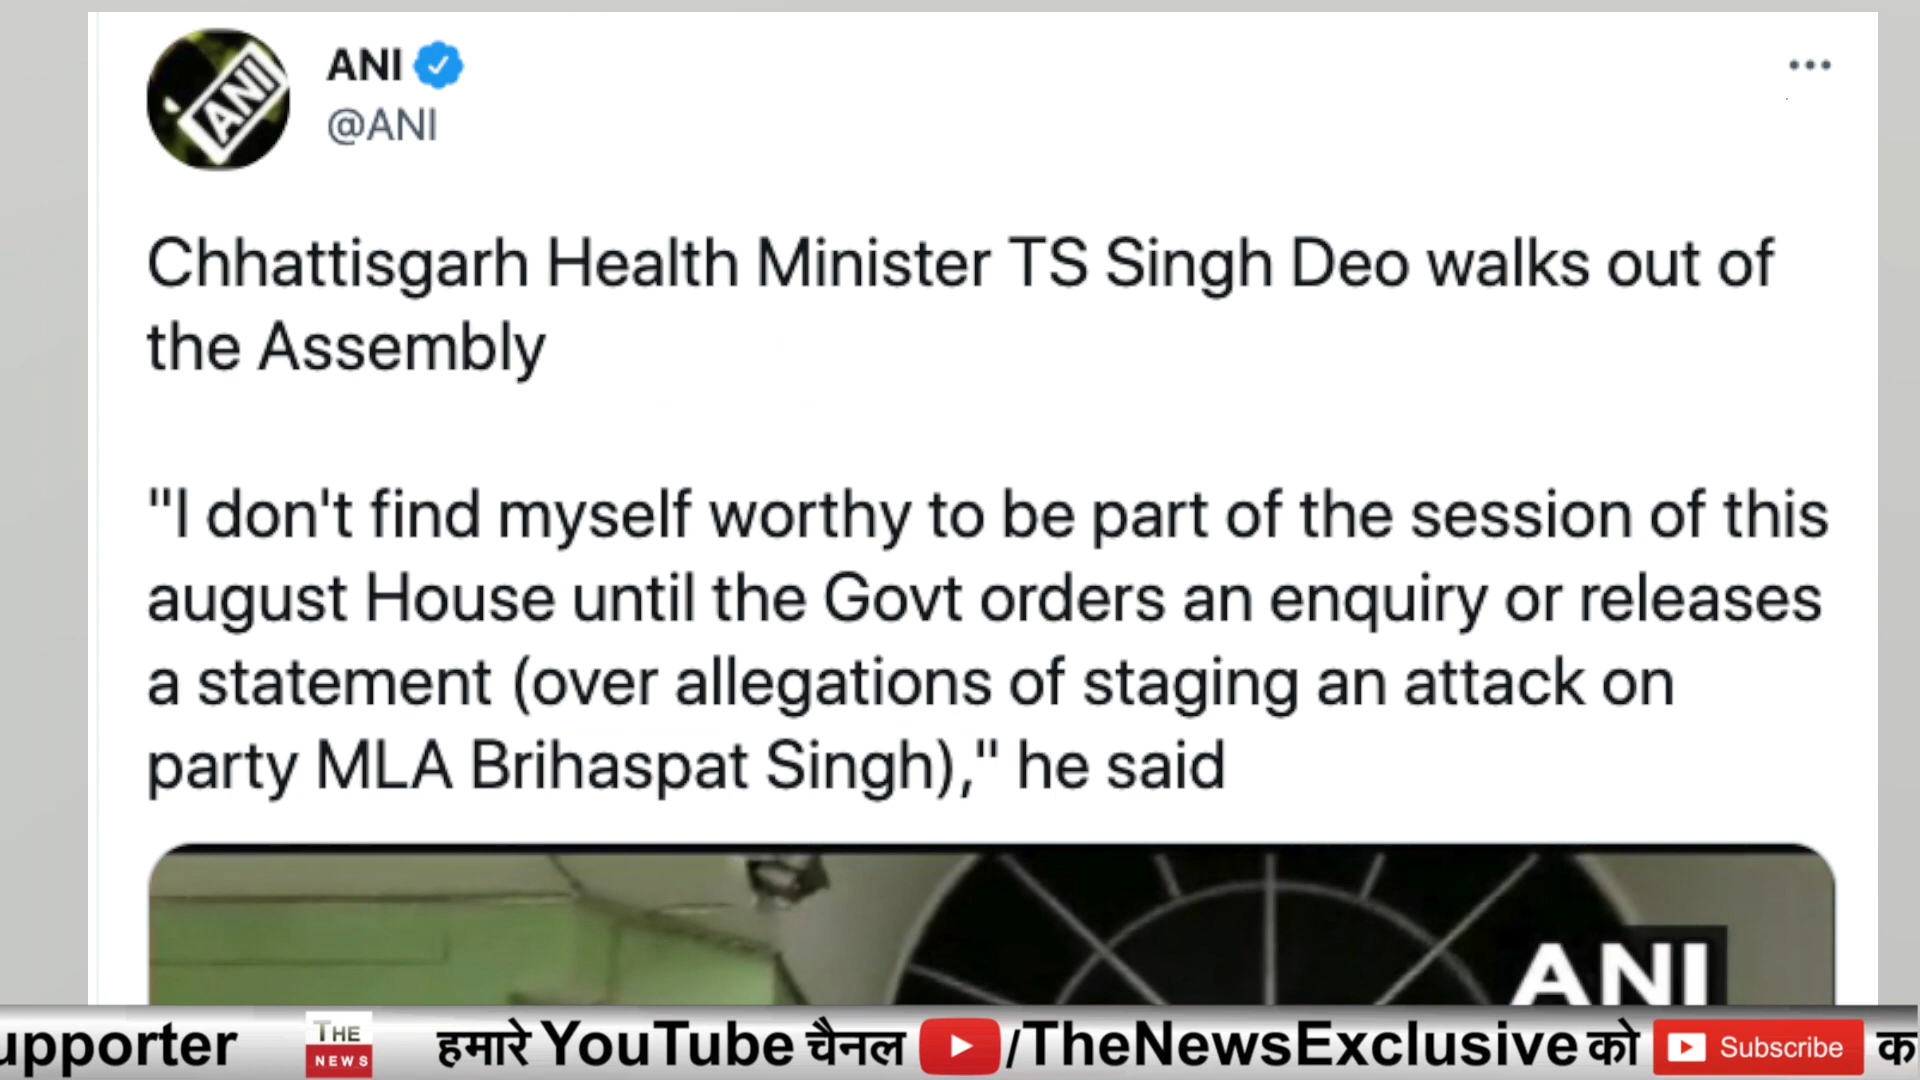 ANI
ANI
@ANI
Chhattisgarh Health Minister TS Singh Deo walks out of
the Assembly
"I don't find myself worthy to be part of the session of this
august House until the Govt orders an enquiry or releases
a statement (over allegations of staging an attack on
party MLA Brihaspat Singh)," he said
ANI
upporter THE NEWS हमारे YouTube चैनल /TheNewsExclusive को Subscribe क